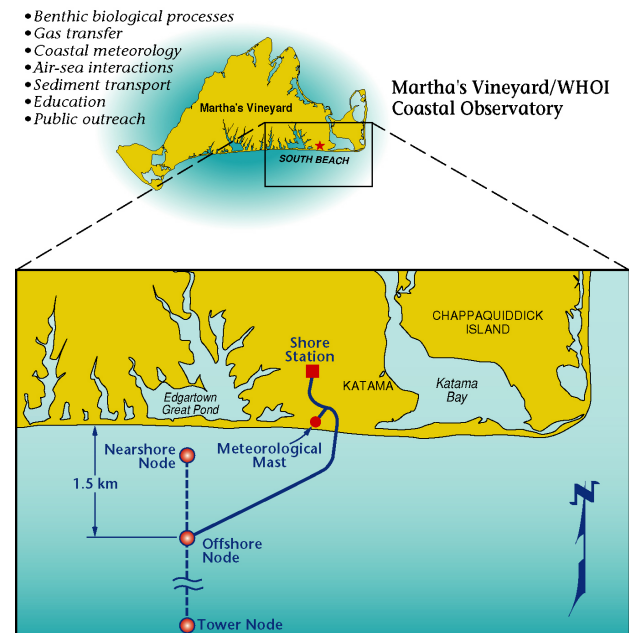 • Benthic biological processes
• Gas transfer
• Coastal meteorology
• Air-sea interactions
• Sediment transport
• Education
• Public outreach
Martha's Vineyard/WHOI
Coastal Observatory
Martha's Vineyard
SOUTH BEACH
CHAPPAQUIDDICK
ISLAND
Shore
Station
KATAMA
Katama
Bay
Edgartown
Great Pond
Nearshore
Node
Meteorological
Mast
1.5 km
Offshore
Node
Tower Node
N